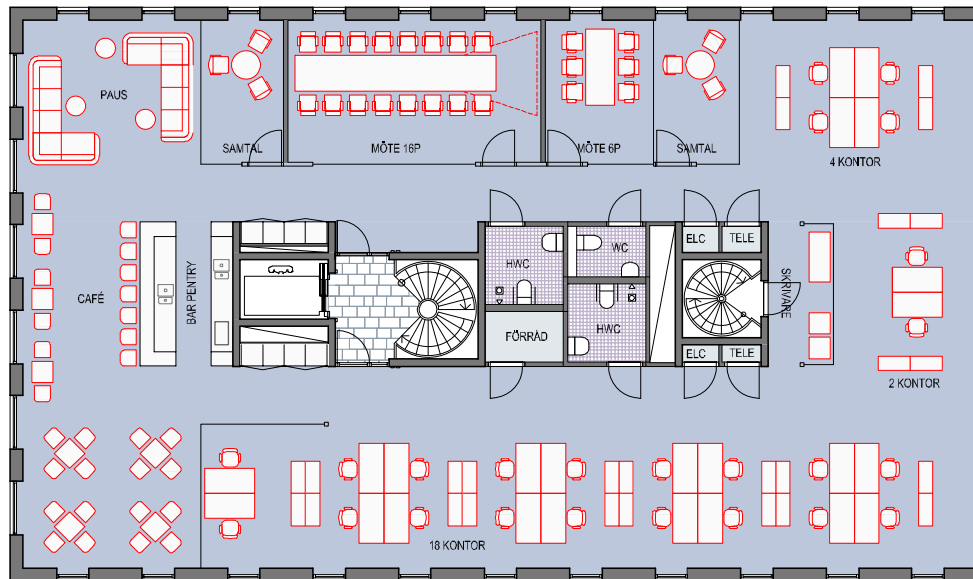 PAUS
SAMTAL
MÖTE 16P
MÖTE 6P
SAMTAL
4 KONTOR
CAFÉ
BAR PENTRY
HWC
WC
HWC
FÖRRÅD
ELC
TELE
ELC
TELE
SKRIVARE
2 KONTOR
18 KONTOR